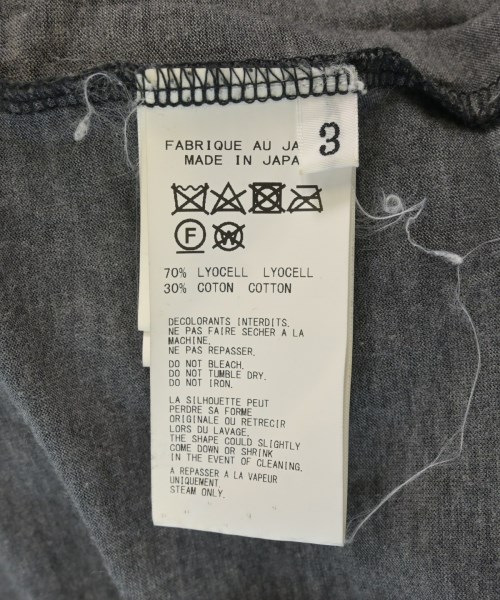 FABRIQUE AU JA
MADE IN JAPA
3
F
W
70% LYOCELL LYOCELL
30% COTON COTTON
DECOLORANTS INTERDITS.
NE PAS FAIRE SECHER A LA
MACHINE.
NE PAS REPASSER.
DO NOT BLEACH.
DO NOT TUMBLE DRY.
DO NOT IRON.
LA SILHOUETTE PEUT
PERDRE SA FORME
ORIGINALE OU RETRECIR
LORS DU LAVAGE.
THE SHAPE COULD SLIGHTLY
COME DOWN OR SHRINK
IN THE EVENT OF CLEANING.
A REPASSER A LA VAPEUR
UNIQUEMENT.
STEAM ONLY.